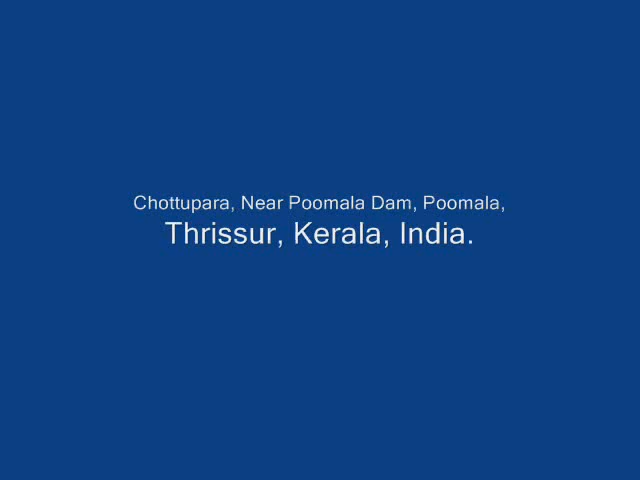 Chottupara, Near Poomala Dam, Poomala,
Thrissur, Kerala, India.